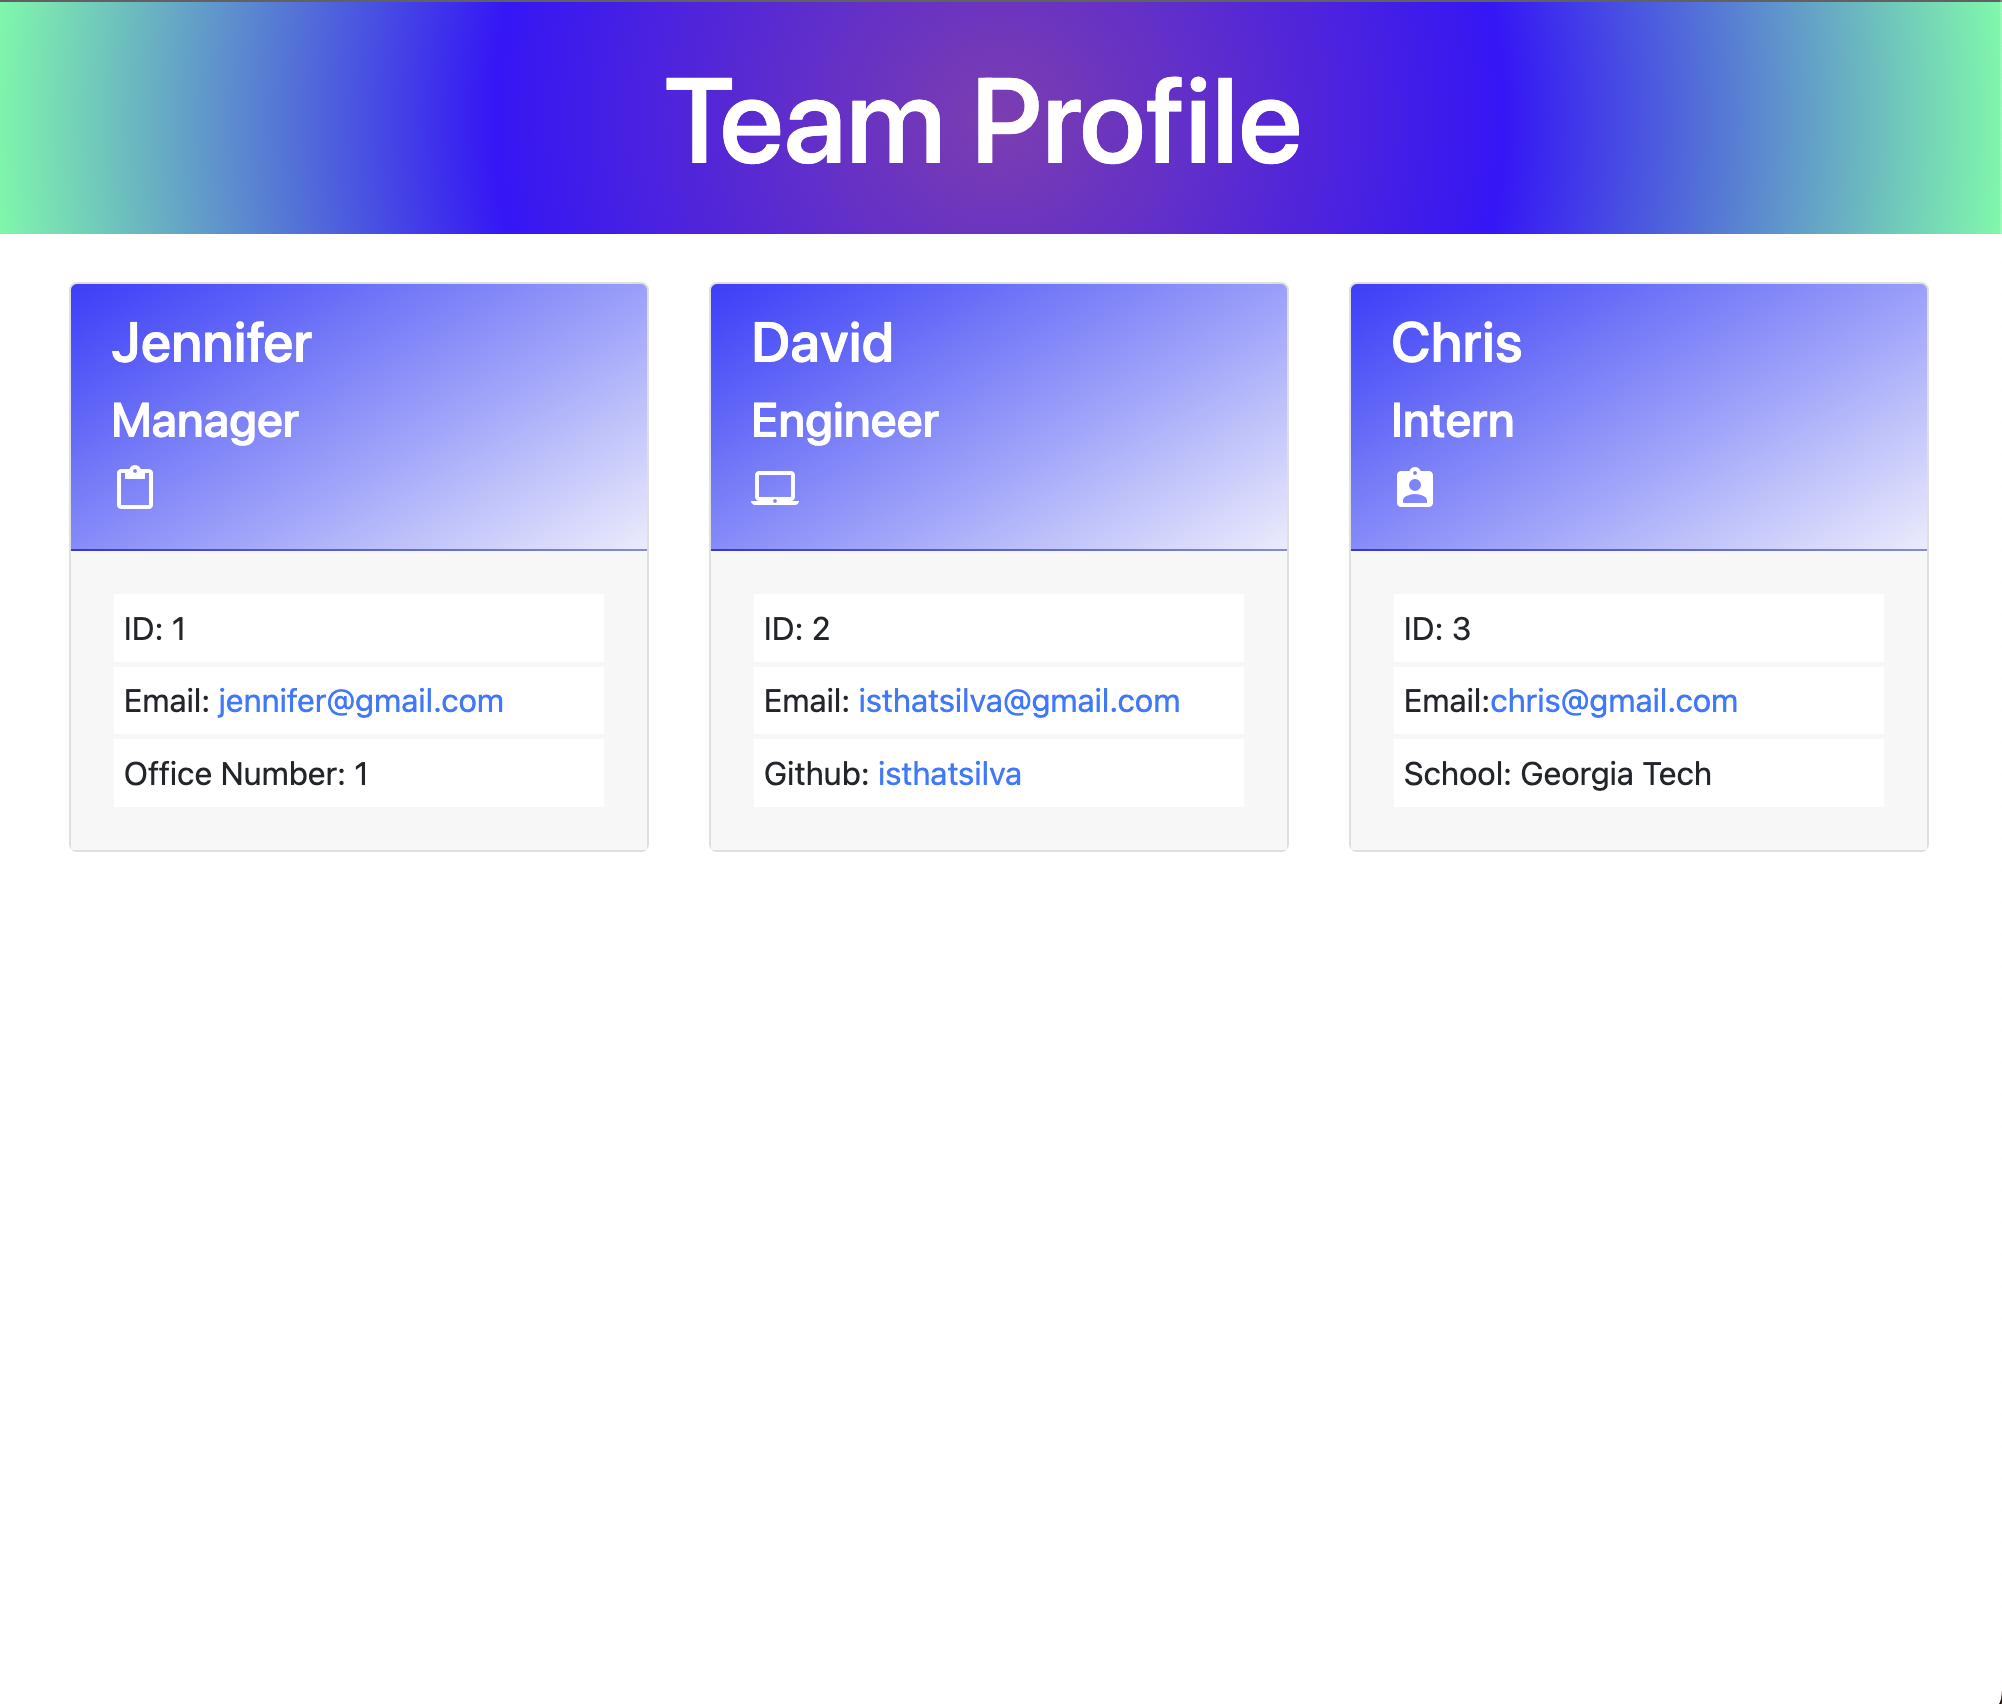 Team Profile
Jennifer
Manager
ID: 1
Email: jennifer@gmail.com
Office Number: 1
David
Engineer
ID: 2
Email: isthatsilva@gmail.com
Github: isthatsilva
Chris
Intern
ID: 3
Email:chris@gmail.com
School: Georgia Tech